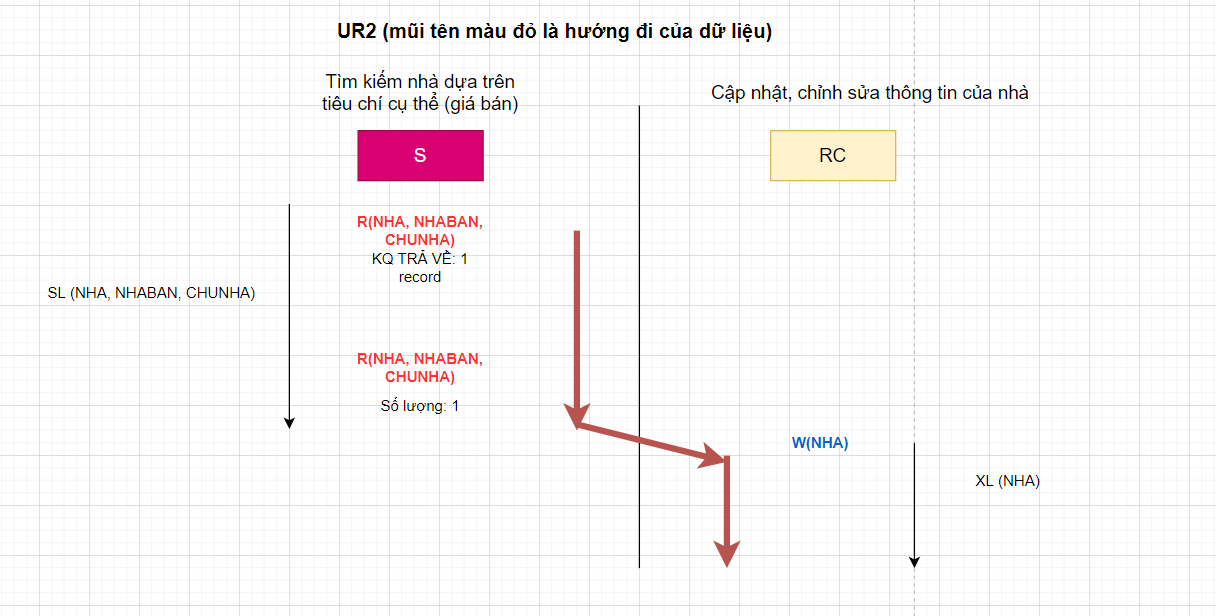 UR2 (mũi tên màu đỏ là hướng đi của dữ liệu)
Tìm kiếm nhà dựa trên
tiêu chí cụ thể (giá bán)
Cập nhật, chỉnh sửa thông tin của nhà
S
RC
R(NHA, NHABAN,
CHUNHA)
KQ TRẢ VỀ: 1
record
SL (NHA, NHABAN, CHUNHA)
R(NHA, NHABAN,
CHUNHA)
Số lượng: 1
W(NHA)
XL (NHA)